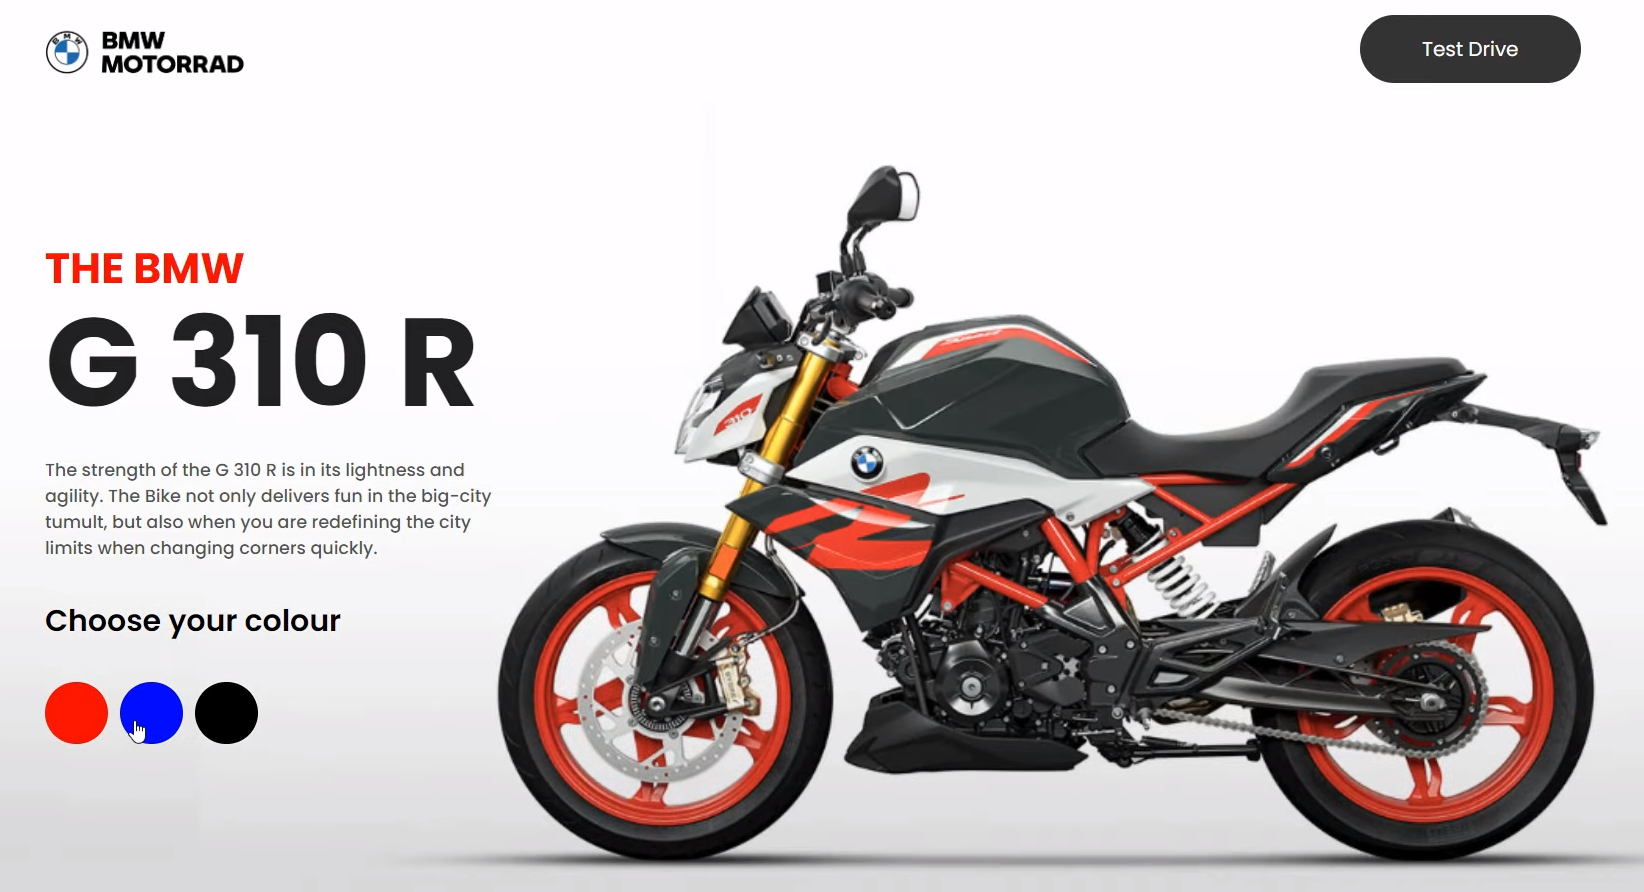 BMW
BMW
MOTORRAD
Test Drive
THE BMW
G 310 R
The strength of the G 310 R is in its lightness and
agility. The Bike not only delivers fun in the big-city
tumult, but also when you are redefining the city
limits when changing corners quickly.
Choose your colour
310